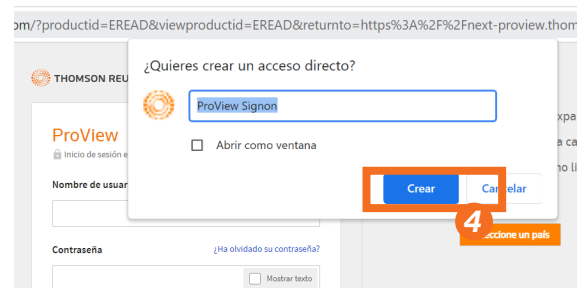 om/?productid=EREAD&viewproductid=EREAD&returnto=https%3A%2F%2Fnext-proview.thom
¿Quieres crear un acceso directo?
THOMSON REU
ProView Signon
Abrir como ventana
ProView
Inicio de sesión e
Nombre de usuar
Crear
Cancelar
4
eccione un país
Contraseña
¿Ha olvidado su contraseña?
Mostrar texto